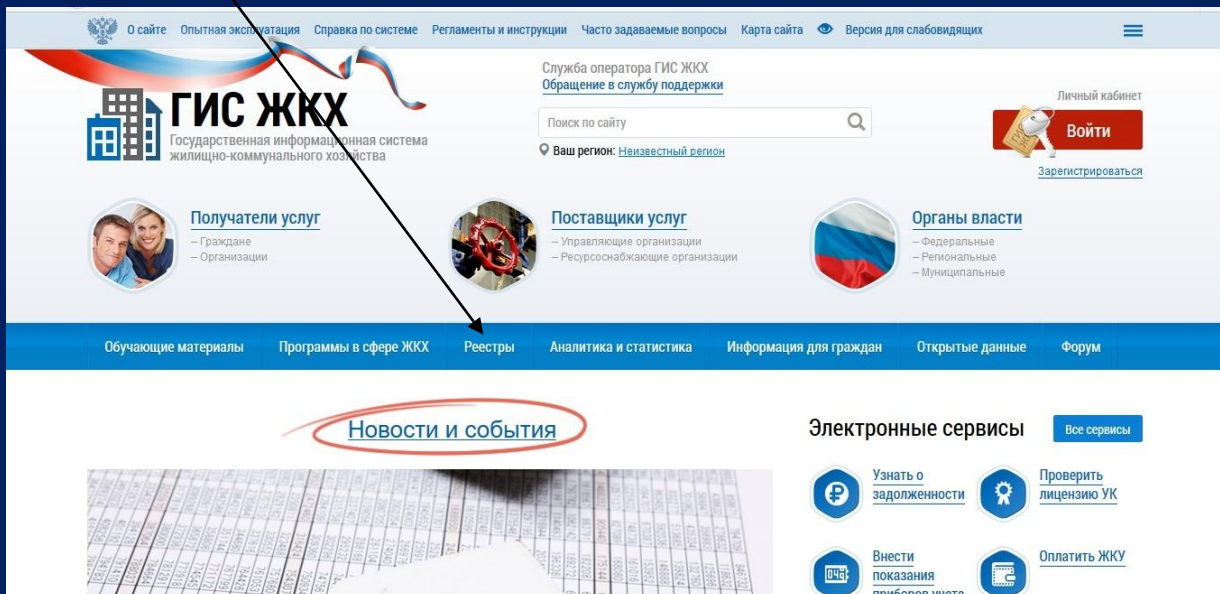 О сайте Опытная эксплуатация Справка по системе Регламенты и инструкции Часто задаваемые вопросы Карта сайта Версия для слабовидящих
Служба оператора ГИС ЖКХ
Обращение в службу поддержки
ГИС ЖКХ
Государственная информационная система
жилищно-коммунального хозяйства
Поиск по сайту
Ваш регион: Неизвестный регион
Личный кабинет
Войти
Зарегистрироваться
Получатели услуг
– Граждане
– Организации
Поставщики услуг
– Управляющие организации
– Ресурсоснабжающие организации
Органы власти
– Федеральные
– Региональные
– Муниципальные
Обучающие материалы Программы в сфере ЖКХ Реестры Аналитика и статистика Информация для граждан Открытые данные Форум
Новости и события
Электронные сервисы
Все сервисы
Узнать о
задолженности
Проверить
лицензию УК
Внести
показания
приборов учета
Оплатить ЖКУ